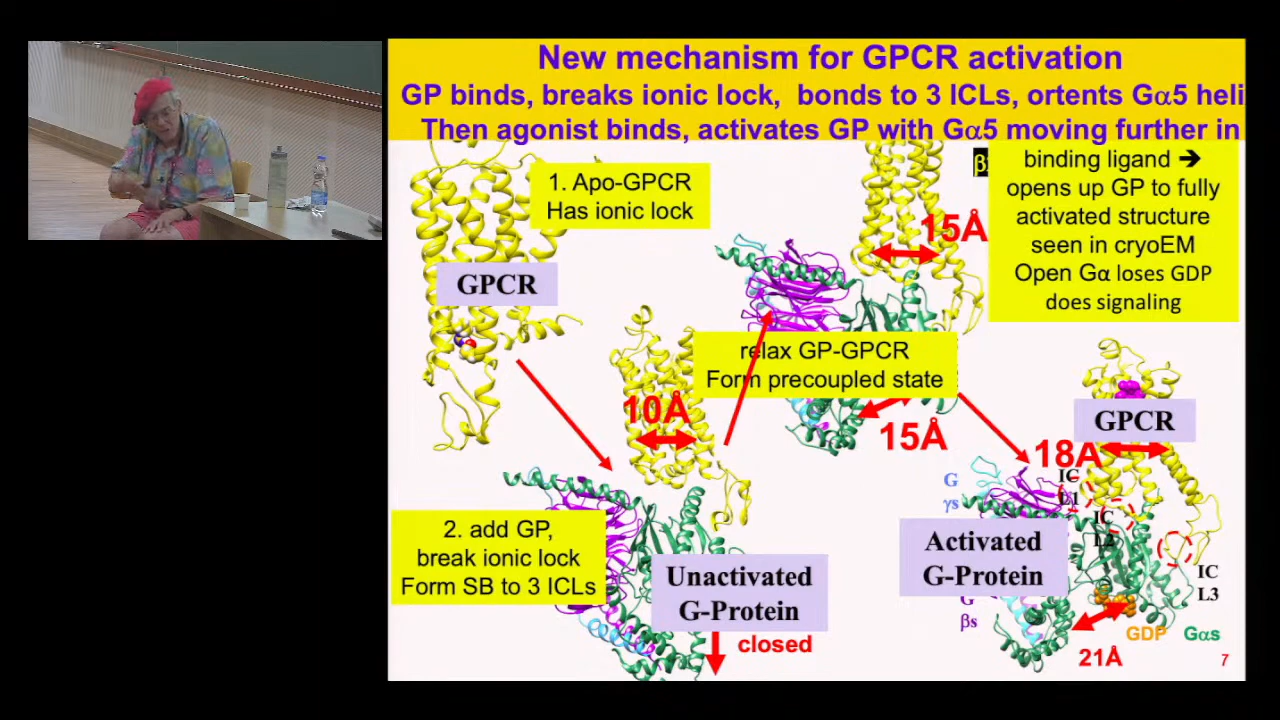 New mechanism for GPCR activation
GP binds, breaks ionic lock, bonds to 3 ICLs, ortents Gα5 heli
Then agonist binds, activates GP with Gα5 moving further in
1. Apo-GPCR
Has ionic lock
GPCR
15Å
β
binding ligand ➔
opens up GP to fully
activated structure
seen in cryoEM
Open Gα loses GDP
does signaling
relax GP-GPCR
Form precoupled state
10Å
15Å
GPCR
18Å
2. add GP,
break ionic lock
Form SB to 3 ICLs
Unactivated
G-Protein
closed
G
γs
IC
L1
IC
L2
Activated
G-Protein
IC
L3
G
βs
GDP
Gαs
21Å
7